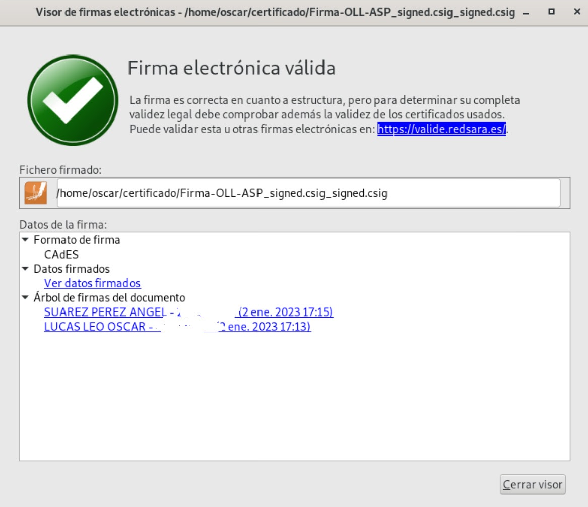 Visor de firmas electrónicas - /home/oscar/certificado/Firma-OLL-ASP_signed.csig_signed.csig
Firma electrónica válida
La firma es correcta en cuanto a estructura, pero para determinar su completa
validez legal debe comprobar además la validez de los certificados usados.
Puede validar esta u otras firmas electrónicas en: https://valide.redsara.es/.
Fichero firmado:
/home/oscar/certificado/Firma-OLL-ASP_signed.csig_signed.csig
Datos de la firma:
Formato de firma
CAdES
Datos firmados
Ver datos firmados
Árbol de firmas del documento
SUAREZ PEREZ ANGEL - (2 ene. 2023 17:15)
LUCAS LEO OSCAR - (2 ene. 2023 17:13)
Cerrar visor